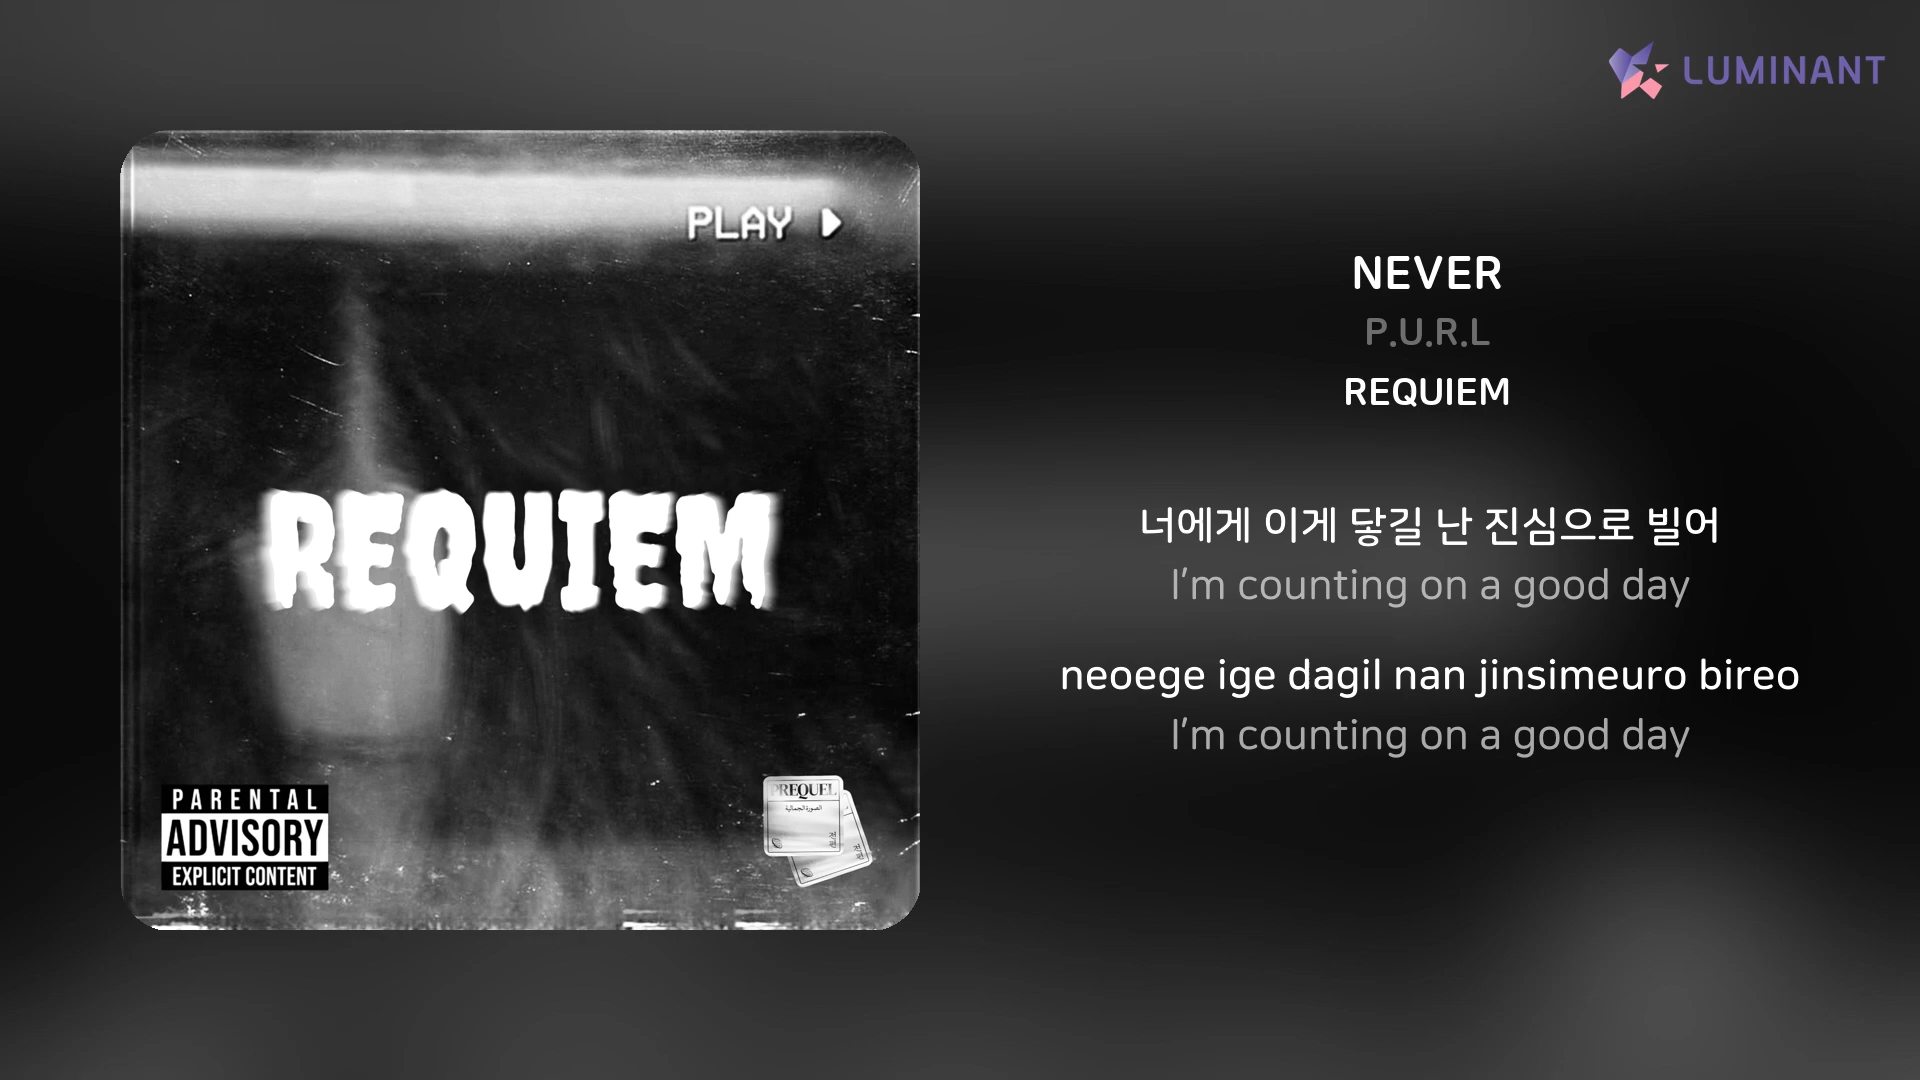 LUMINANT
PLAY
REQUIEM
PARENTAL
ADVISORY
EXPLICIT CONTENT
PREQUEL
الصورة الجمالية
NEVER
P.U.R.L
REQUIEM
너에게 이게 닿길 난 진심으로 빌어
I'm counting on a good day
neoege ige dagil nan jinsimeuro bireo
I'm counting on a good day